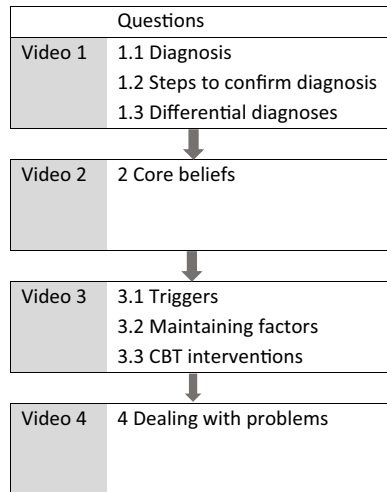 Questions
Video 1 1.1 Diagnosis
1.2 Steps to confirm diagnosis
1.3 Differential diagnoses
Video 2 2 Core beliefs
Video 3 3.1 Triggers
3.2 Maintaining factors
3.3 CBT interventions
Video 4 4 Dealing with problems